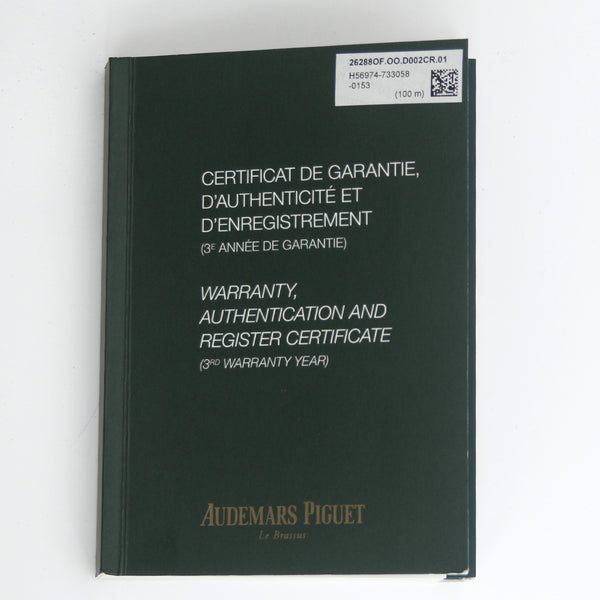 26288OF.OO.D002CR.01
H56974-733058
-0153
(100 m)
CERTIFICAT DE GARANTIE,
D'AUTHENTICITÉ ET
D'ENREGISTREMENT
(3E ANNÉE DE GARANTIE)
WARRANTY,
AUTHENTICATION AND
REGISTER CERTIFICATE
(3RD WARRANTY YEAR)
AUDEMARS PIGUET
Le Brassus